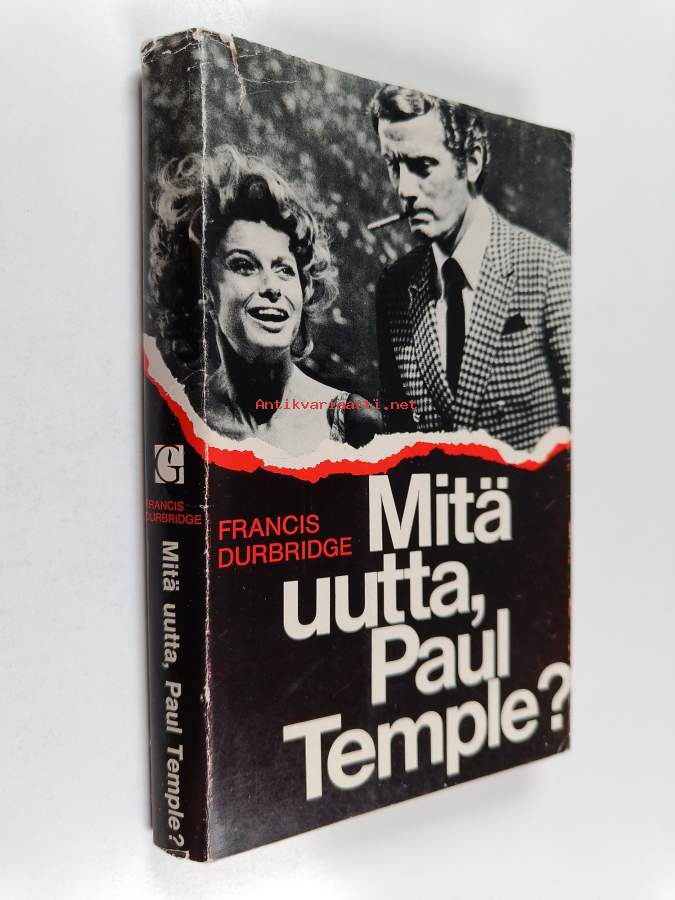 Antikvariaatti.net
FRANCIS
DURBRIDGE
Mitä
uutta,
Paul
Temple?
G
FRANCIS
DURBRIDGE
Mitä uutta, Paul Temple?